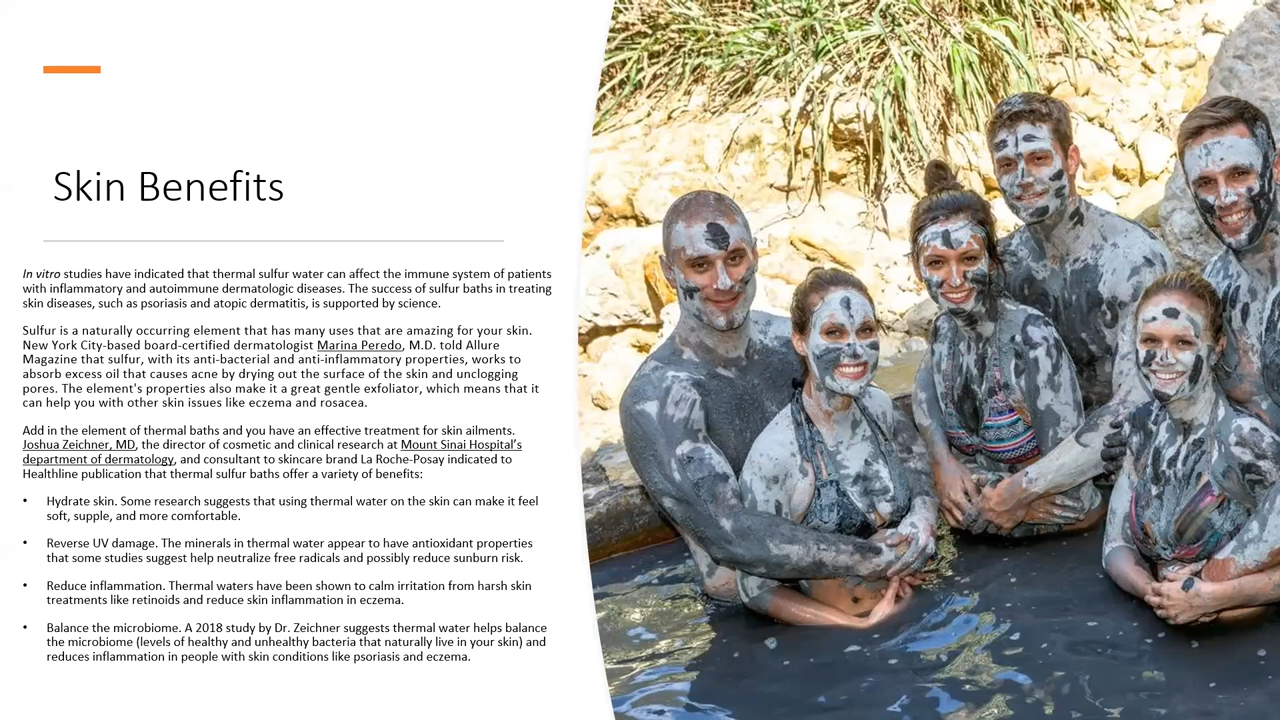 Skin Benefits
In vitro studies have indicated that thermal sulfur water can affect the immune system of patients
with inflammatory and autoimmune dermatologic diseases. The success of sulfur baths in treating
skin diseases, such as psoriasis and atopic dermatitis, is supported by science.
Sulfur is a naturally occurring element that has many uses that are amazing for your skin.
New York City-based board-certified dermatologist Marina Peredo, M.D. told Allure
Magazine that sulfur, with its anti-bacterial and anti-inflammatory properties, works to
absorb excess oil that causes acne by drying out the surface of the skin and unclogging
pores. The element's properties also make it a great gentle exfoliator, which means that it
can help you with other skin issues like eczema and rosacea.
Add in the element of thermal baths and you have an effective treatment for skin ailments.
Joshua Zeichner, MD, the director of cosmetic and clinical research at Mount Sinai Hospital's
department of dermatology, and consultant to skincare brand La Roche-Posay indicated to
Healthline publication that thermal sulfur baths offer a variety of benefits:
• Hydrate skin. Some research suggests that using thermal water on the skin can make it feel
soft, supple, and more comfortable.
• Reverse UV damage. The minerals in thermal water appear to have antioxidant properties
that some studies suggest help neutralize free radicals and possibly reduce sunburn risk.
• Reduce inflammation. Thermal waters have been shown to calm irritation from harsh skin
treatments like retinoids and reduce skin inflammation in eczema.
• Balance the microbiome. A 2018 study by Dr. Zeichner suggests thermal water helps balance
the microbiome (levels of healthy and unhealthy bacteria that naturally live in your skin) and
reduces inflammation in people with skin conditions like psoriasis and eczema.